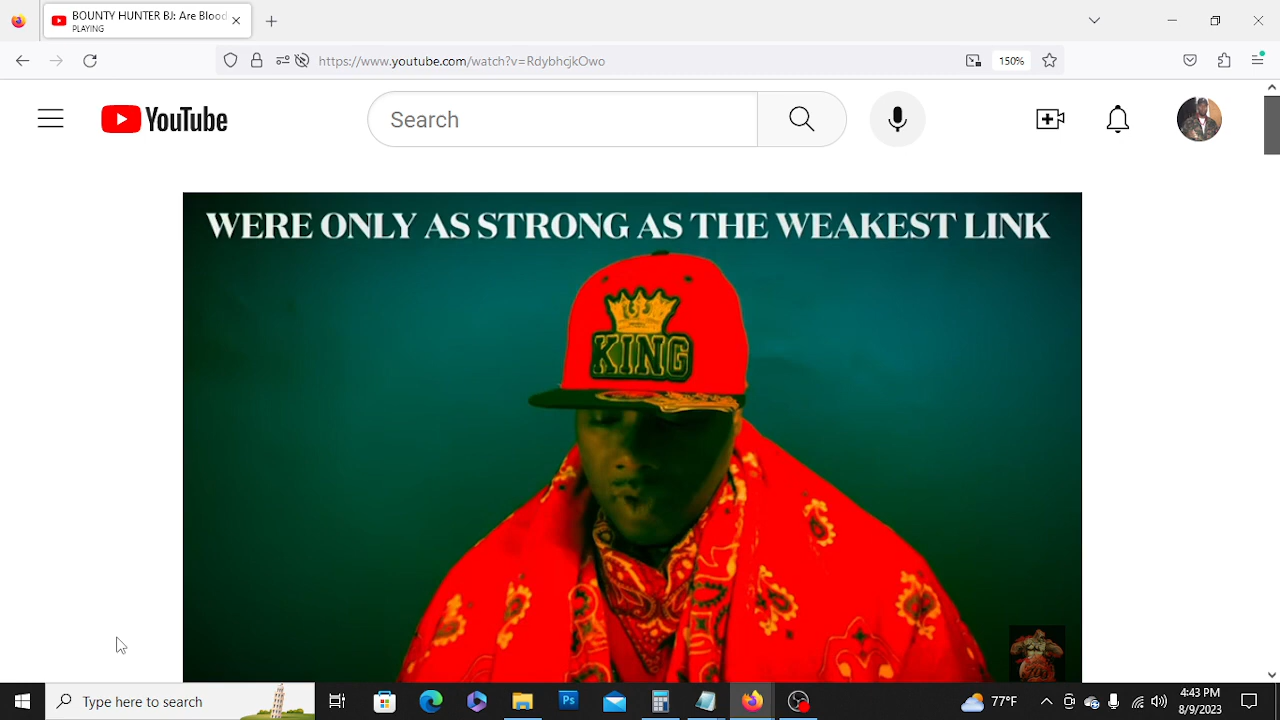 BOUNTY HUNTER BJ: Are Blood
PLAYING
https://www.youtube.com/watch?v=RdybhcjkOwo
150%
YouTube
Search
WERE ONLY AS STRONG AS THE WEAKEST LINK
KING
Type here to search
Ps
77°F
4:43 PM
8/9/2023